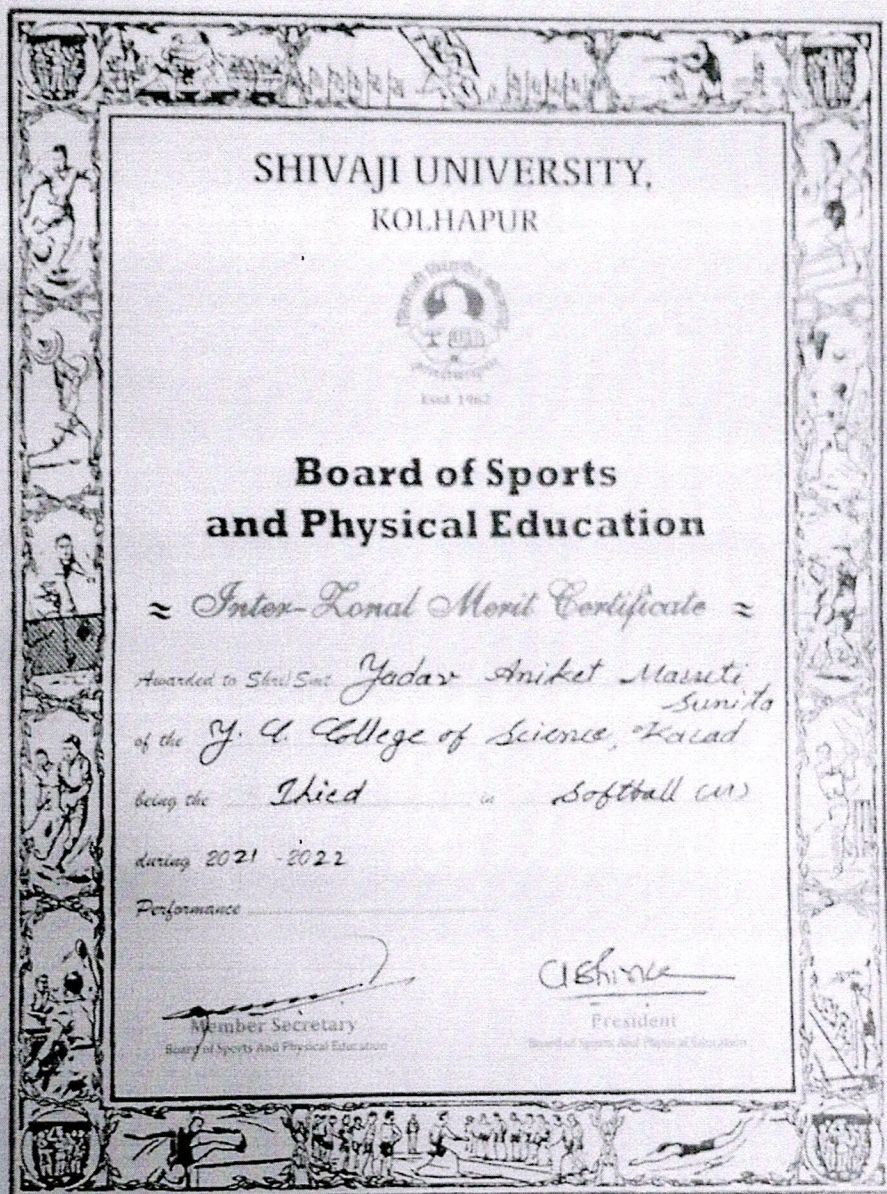 SHIVAJI UNIVERSITY,
KOLHAPUR
Estd. 1962
Board of Sports
and Physical Education
≈ Inter-Zonal Merit Certificate ≈
Awarded to Shri/Smt Yadav Aniket Maruti
Sunita
of the Y. C. College of Science, Karad
being the Third in Softball (M)
during 2021 - 2022
Performance
Member Secretary
Board of Sports And Physical Education
President
Board of Sports And Physical Education